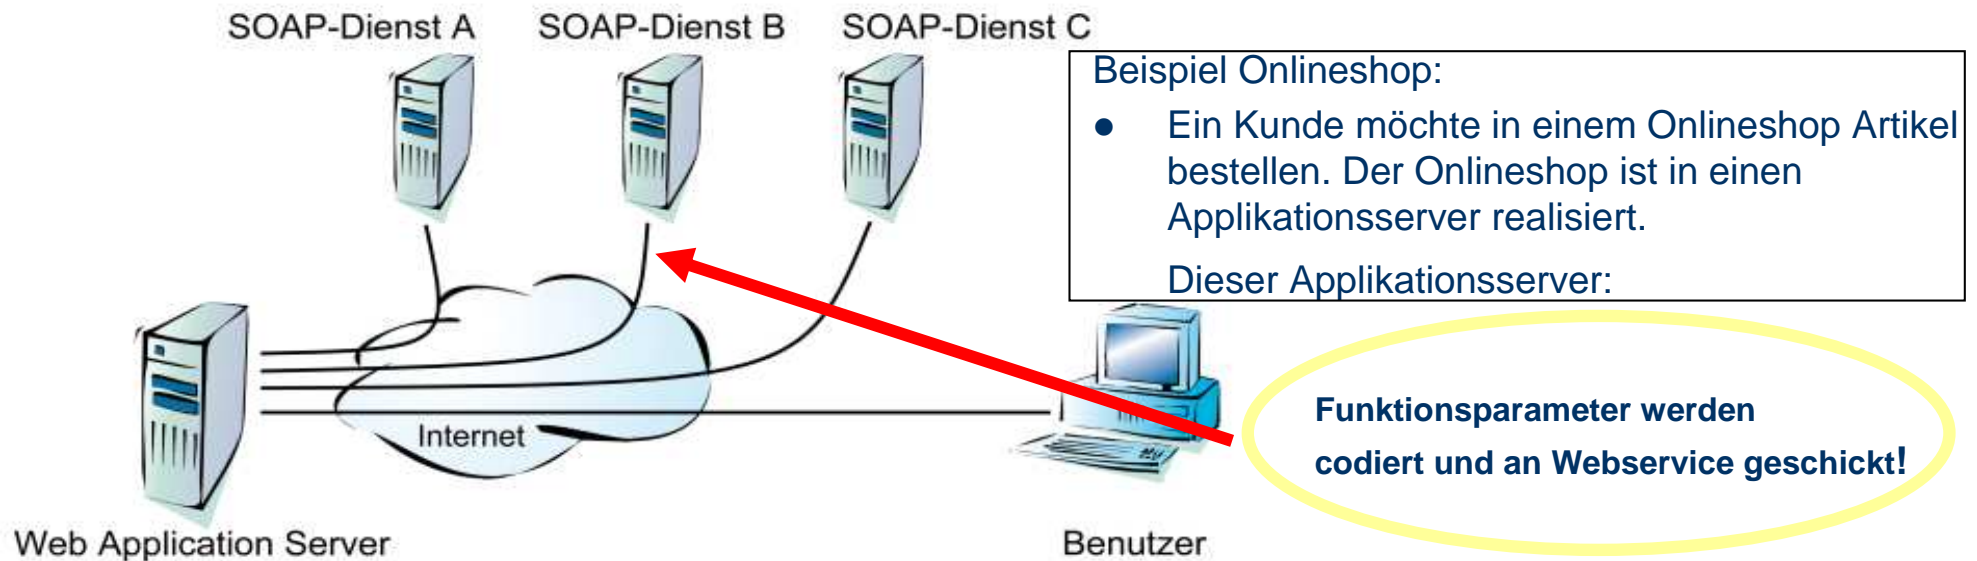 SOAP-Dienst A
SOAP-Dienst B
SOAP-Dienst C
Beispiel Onlineshop:
● Ein Kunde möchte in einem Onlineshop Artikel
bestellen. Der Onlineshop ist in einen
Applikationsserver realisiert.
Dieser Applikationsserver:
Funktionsparameter werden
codiert und an Webservice geschickt!
Internet
Web Application Server
Benutzer